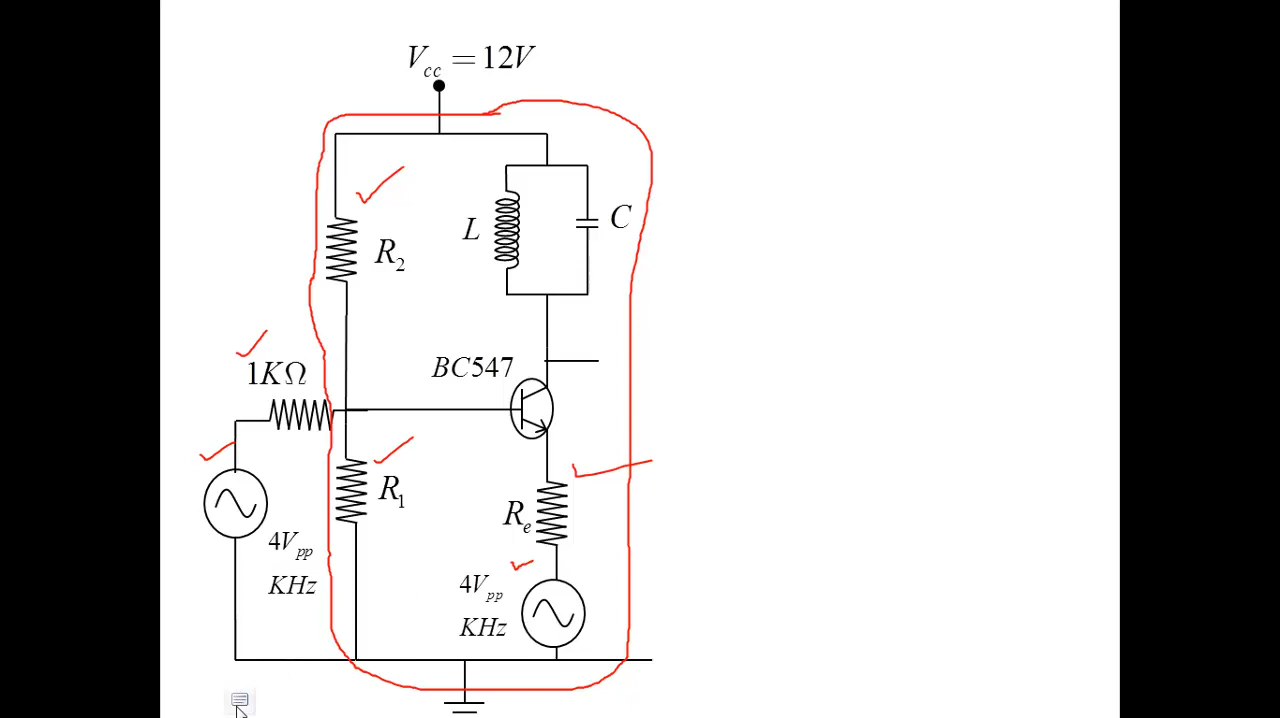 Vcc = 12V
L
C
R2
1KΩ
BC547
R1
Re
4Vpp
KHz
4Vpp
KHz